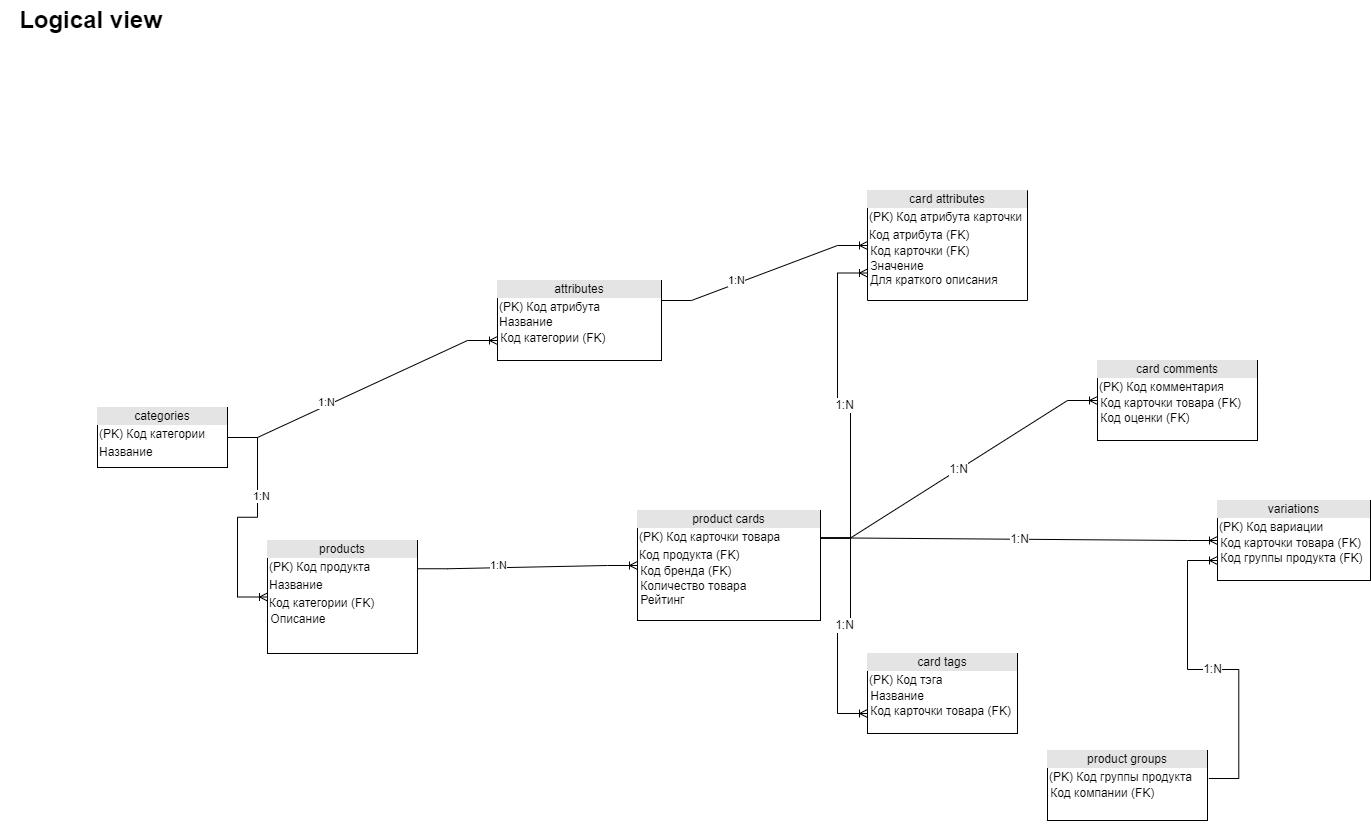 Logical view
card attributes
(PK) Код атрибута карточки
Код атрибута (FK)
Код карточки (FK)
Значение
Для краткого описания
1:N
attributes
(PK) Код атрибута
Название
Код категории (FK)
1:N
categories
(PK) Код категории
Название
1:N
1:N
card comments
(PK) Код комментария
Код карточки товара (FK)
Код оценки (FK)
1:N
products
(PK) Код продукта
Название
Код категории (FK)
Описание
1:N
product cards
(PK) Код карточки товара
Код продукта (FK)
Код бренда (FK)
Количество товара
Рейтинг
1:N
variations
(PK) Код вариации
Код карточки товара (FK)
Код группы продукта (FK)
1:N
card tags
(PK) Код тэга
Название
Код карточки товара (FK)
1:N
product groups
(PK) Код группы продукта
Код компании (FK)